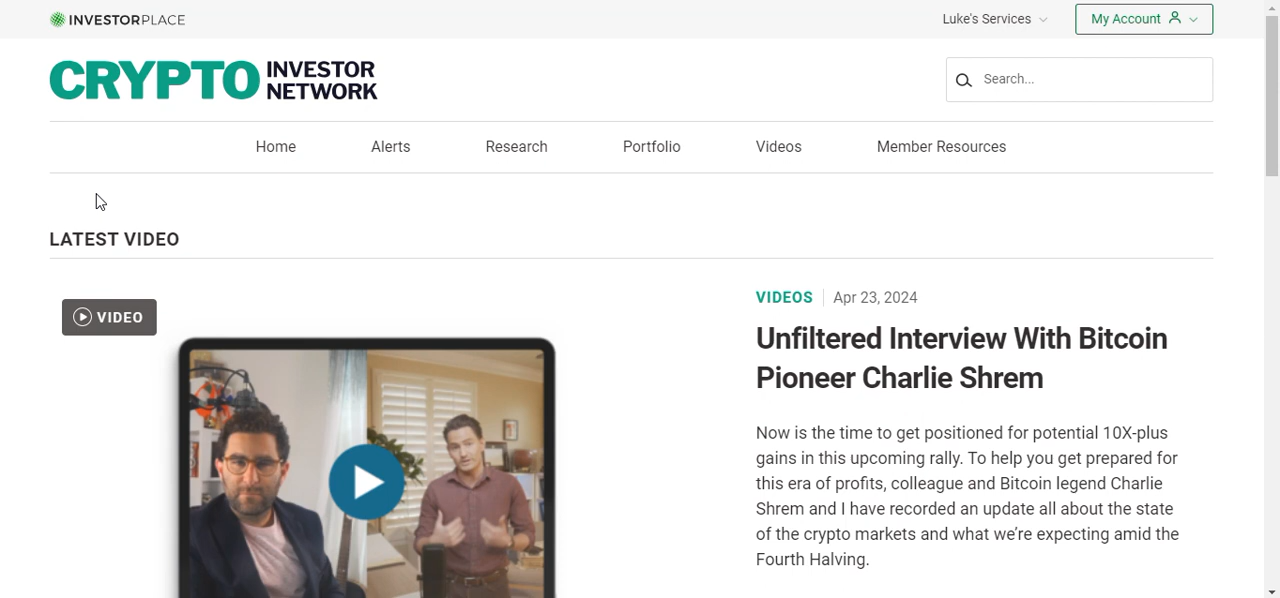 INVESTORPLACE
Luke's Services
My Account
CRYPTO INVESTOR NETWORK
Search...
Home
Alerts
Research
Portfolio
Videos
Member Resources
LATEST VIDEO
VIDEO
VIDEOS
Apr 23, 2024
Unfiltered Interview With Bitcoin
Pioneer Charlie Shrem
Now is the time to get positioned for potential 10X-plus
gains in this upcoming rally. To help you get prepared for
this era of profits, colleague and Bitcoin legend Charlie
Shrem and I have recorded an update all about the state
of the crypto markets and what we’re expecting amid the
Fourth Halving.